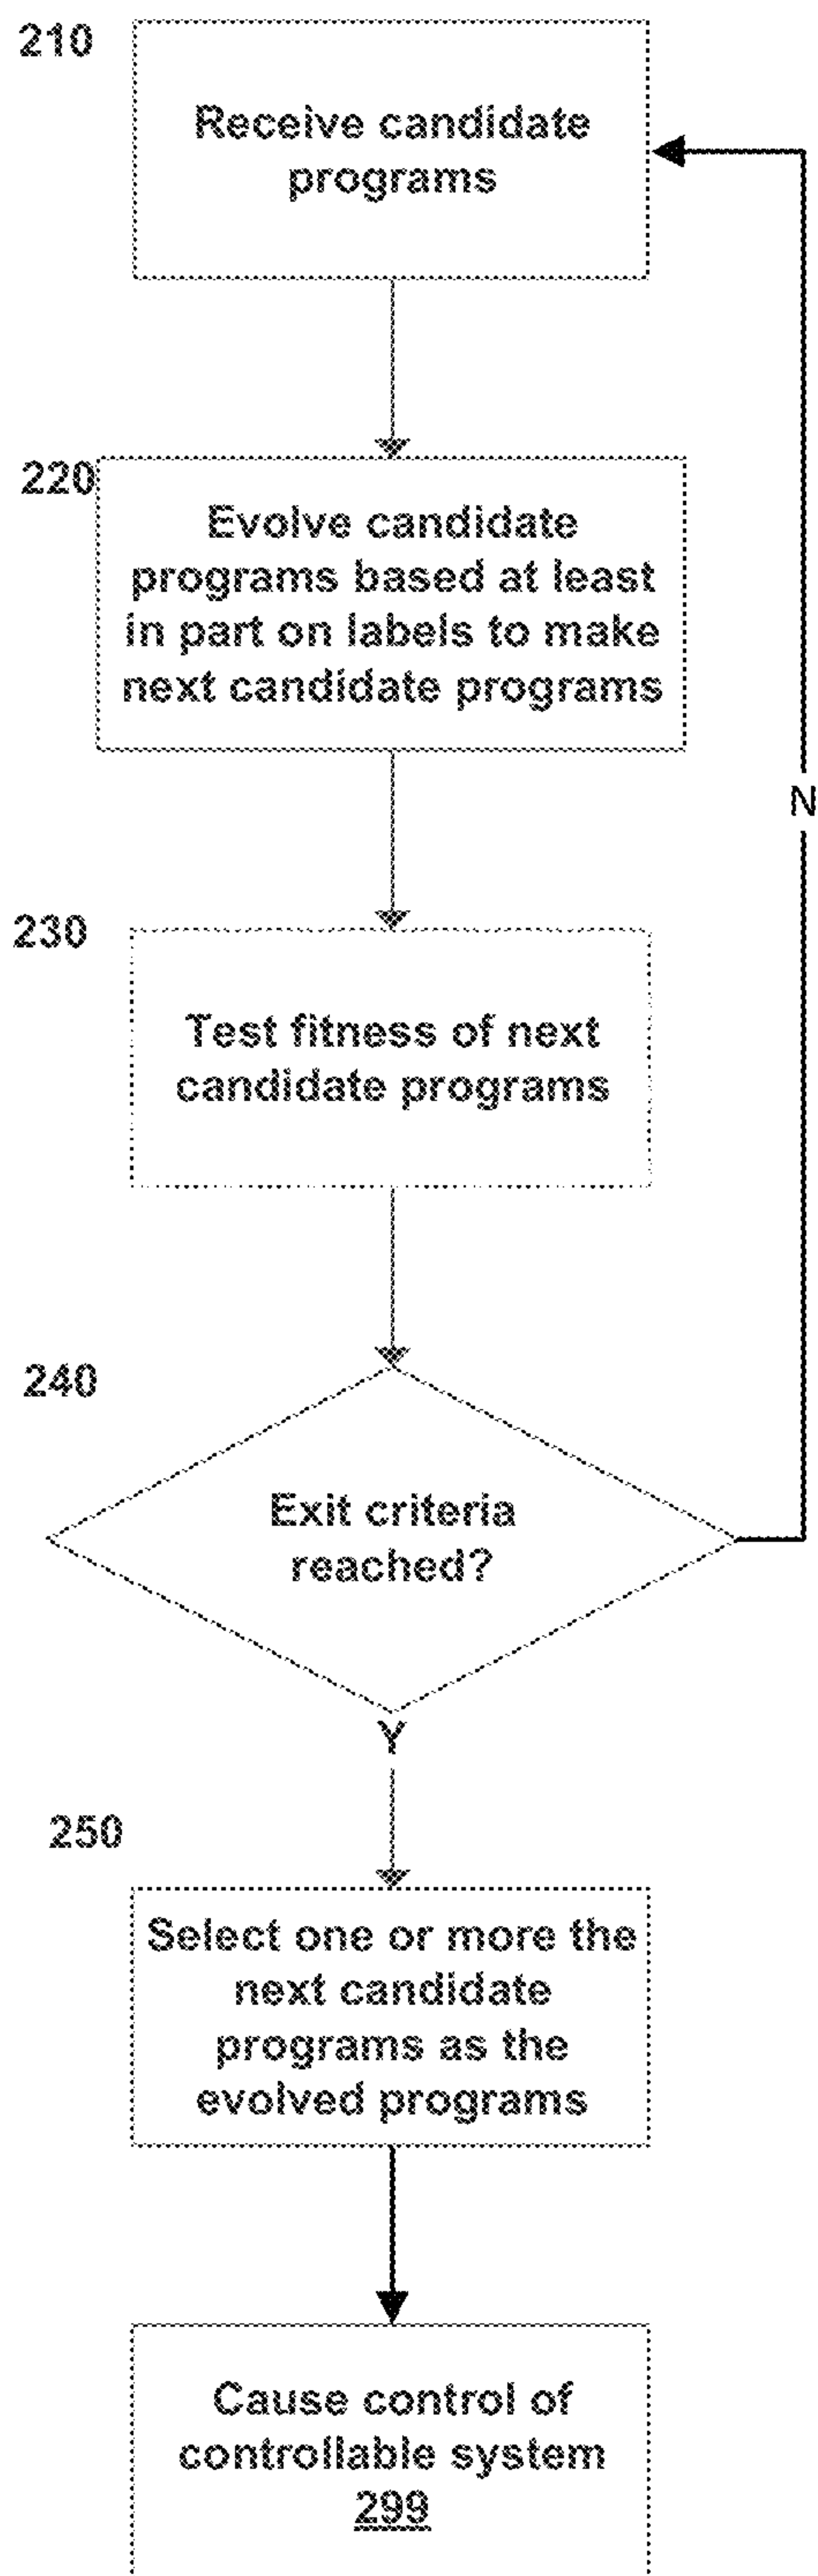 210
Receive candidate
programs
220
Evolve candidate
programs based at least
in part on labels to make
next candidate programs
N
230
Test fitness of next
candidate programs
240
Exit criteria
reached?
Y
250
Select one or more the
next candidate
programs as the
evolved programs
Cause control of
controllable system
299